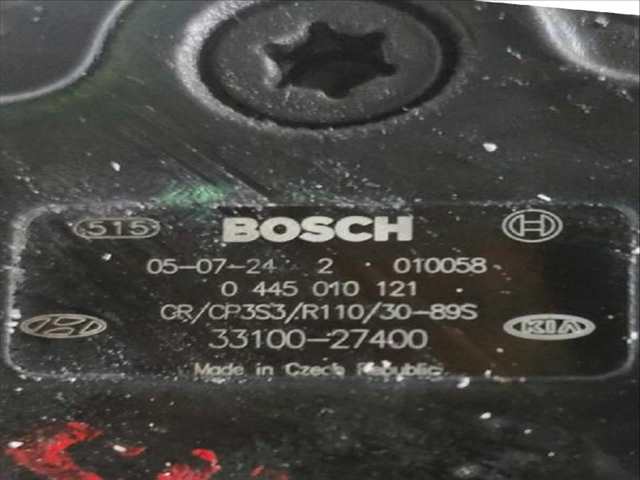 515 BOSCH
05-07-24 2 010058
0 445 010 121
CR/CP3S3/R110/30-89S
33100-27400
KIA
Made in Czech Republic